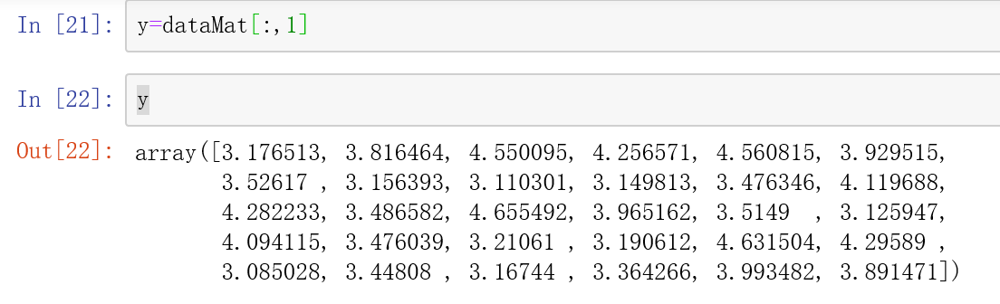 In [21]: y=dataMat[:,1]
In [22]: y
Out[22]: array([3.176513, 3.816464, 4.550095, 4.256571, 4.560815, 3.929515,
3.52617 , 3.156393, 3.110301, 3.149813, 3.476346, 4.119688,
4.282233, 3.486582, 4.655492, 3.965162, 3.5149  , 3.125947,
4.094115, 3.476039, 3.21061 , 3.190612, 4.631504, 4.29589 ,
3.085028, 3.44808 , 3.16744 , 3.364266, 3.993482, 3.891471])